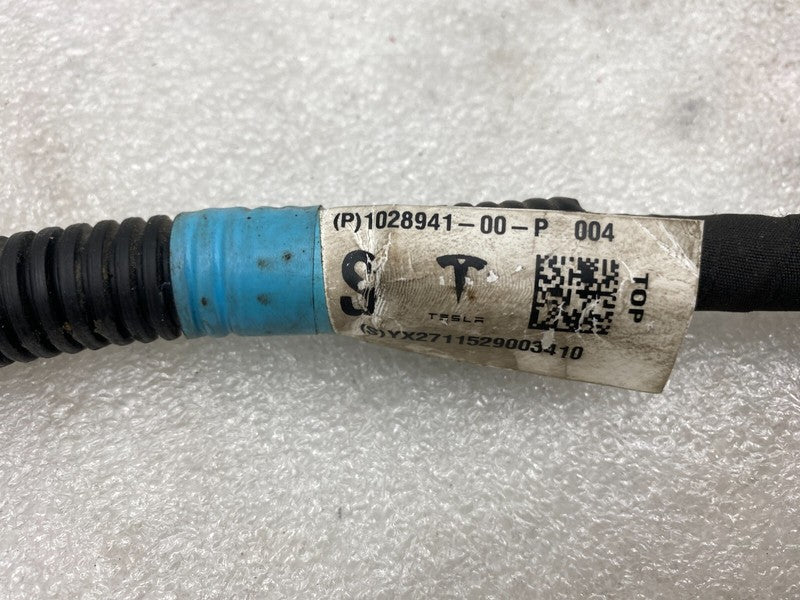 (P)1028941-00-P 004
S
TESLA
TOP
(S)YX2711529003410